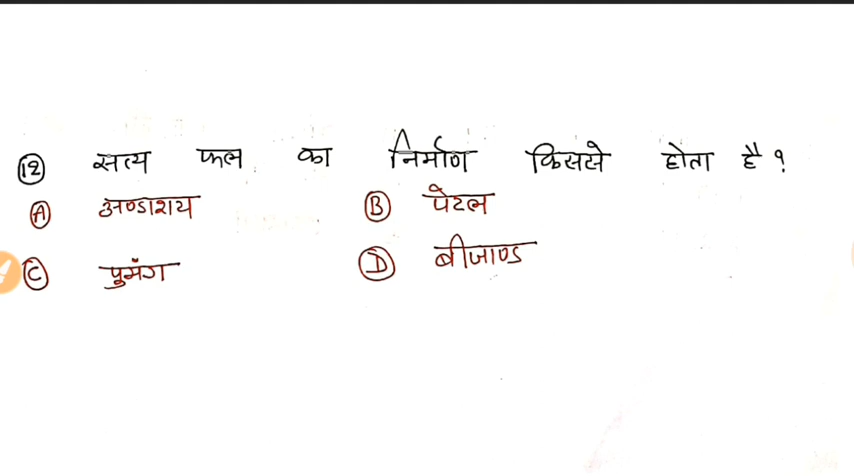 12 सत्य फल का निर्माण किससे होता है ?
A अण्डाशय B पेटल
C पुमंग D बीजाण्ड